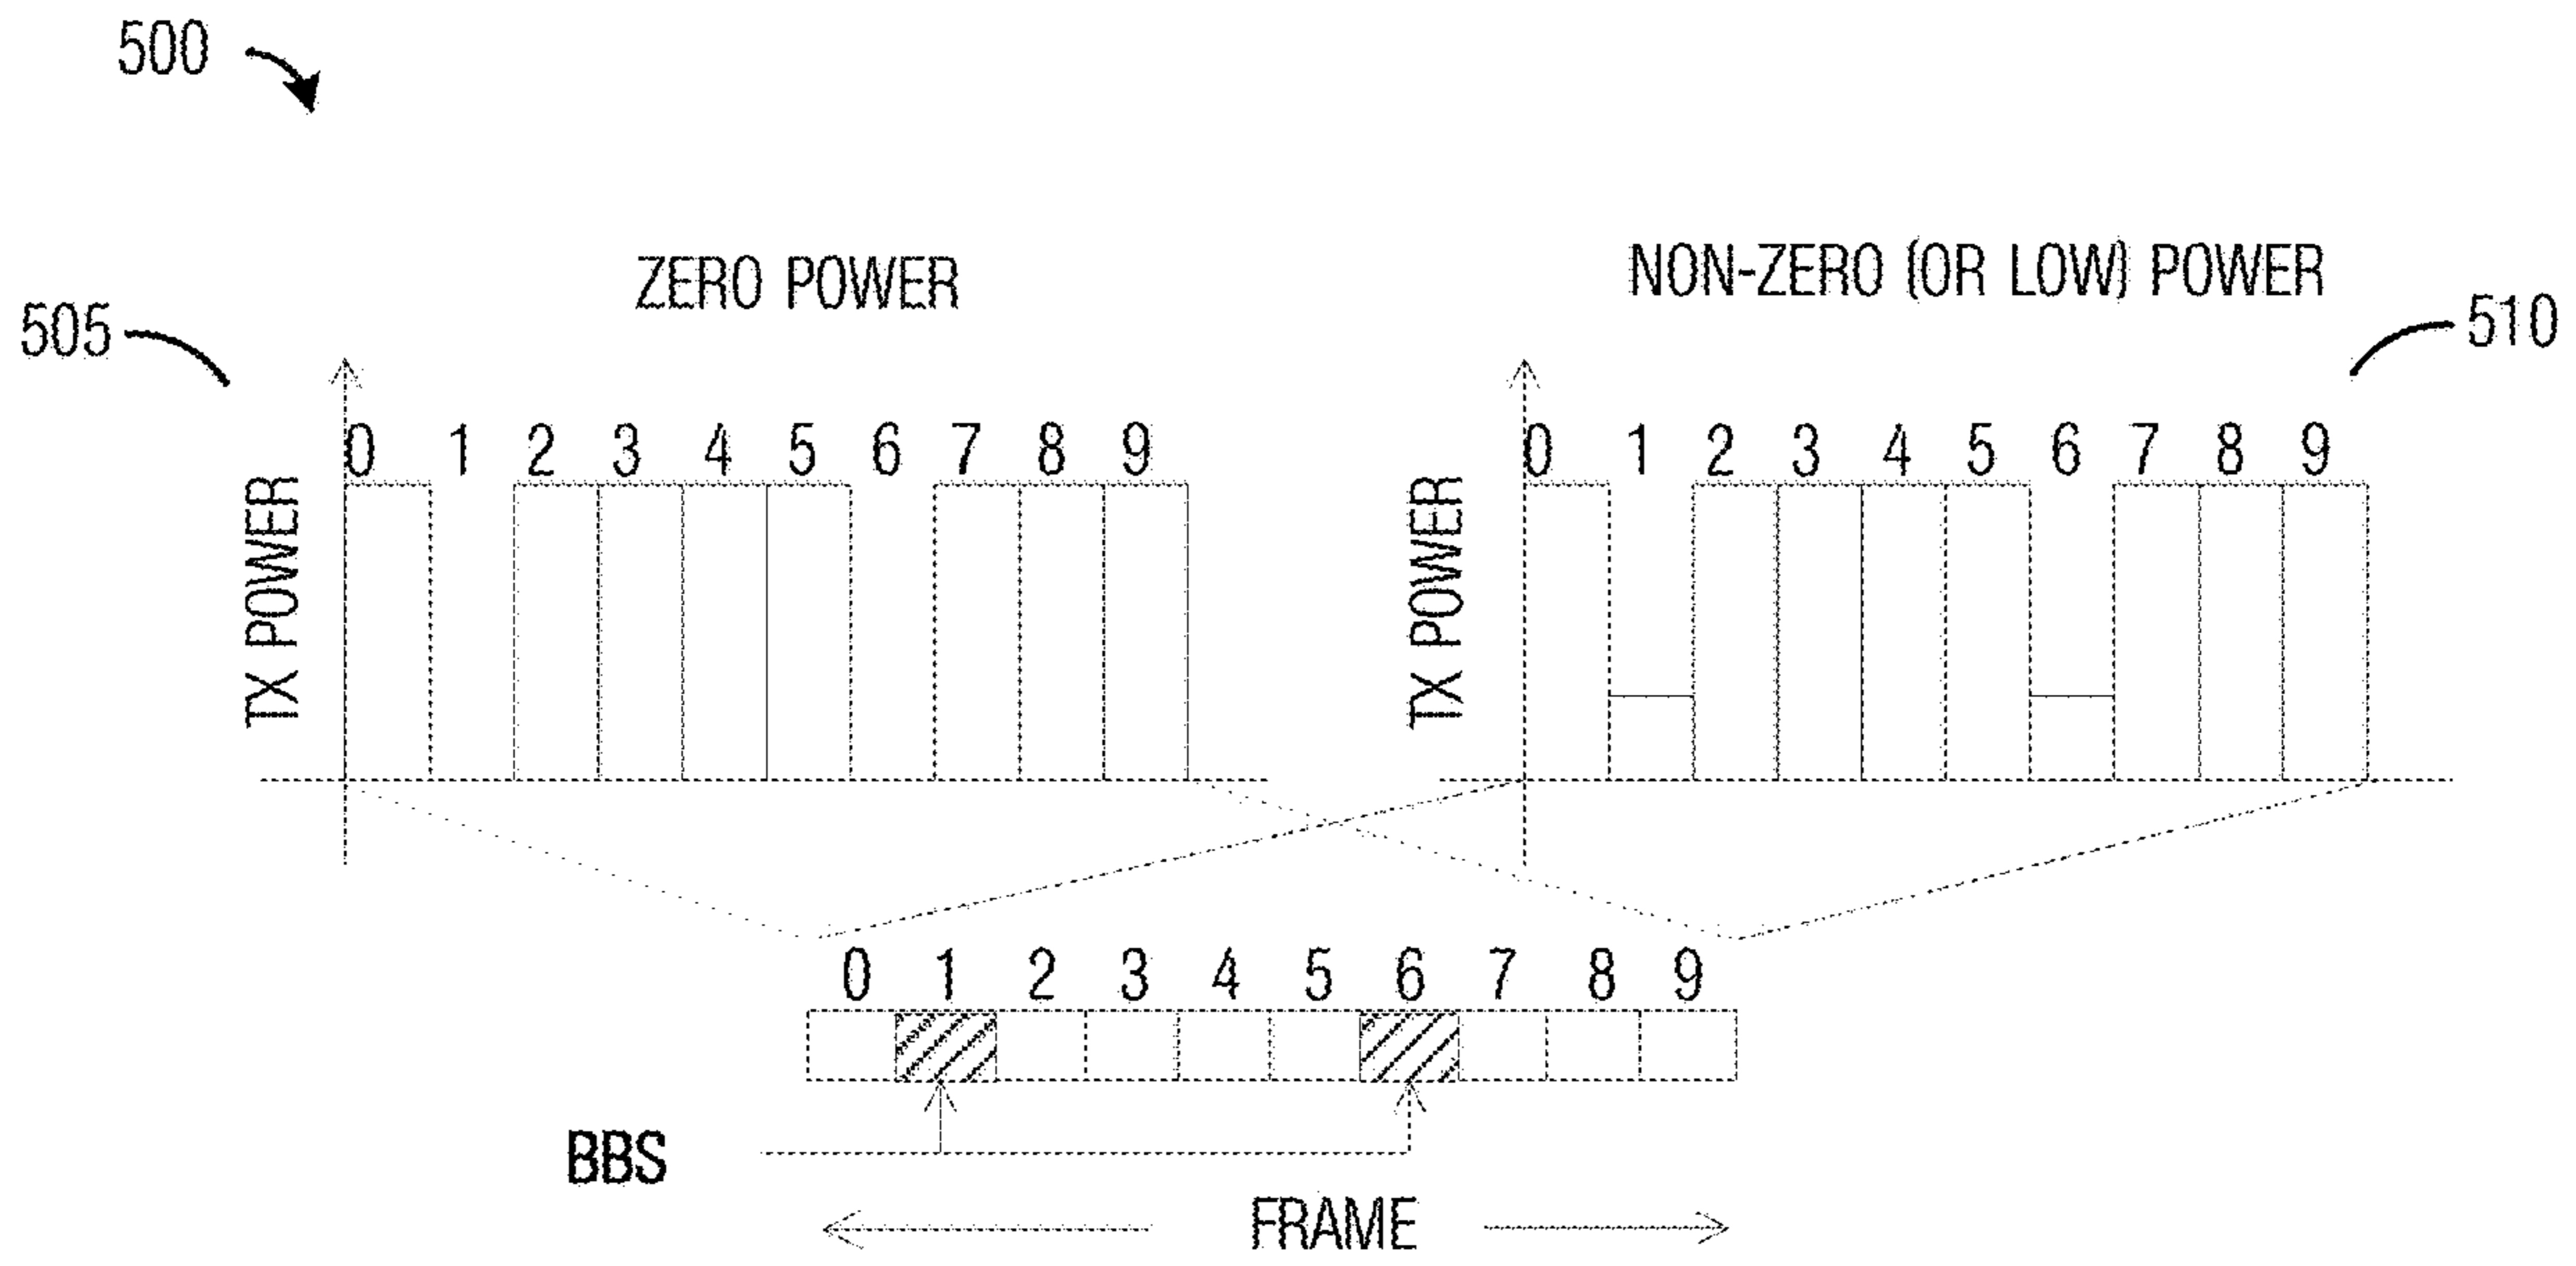 500
ZERO POWER
NON-ZERO (OR LOW) POWER
505
510
TX POWER
0 1 2 3 4 5 6 7 8 9
TX POWER
0 1 2 3 4 5 6 7 8 9
0 1 2 3 4 5 6 7 8 9
BBS
FRAME